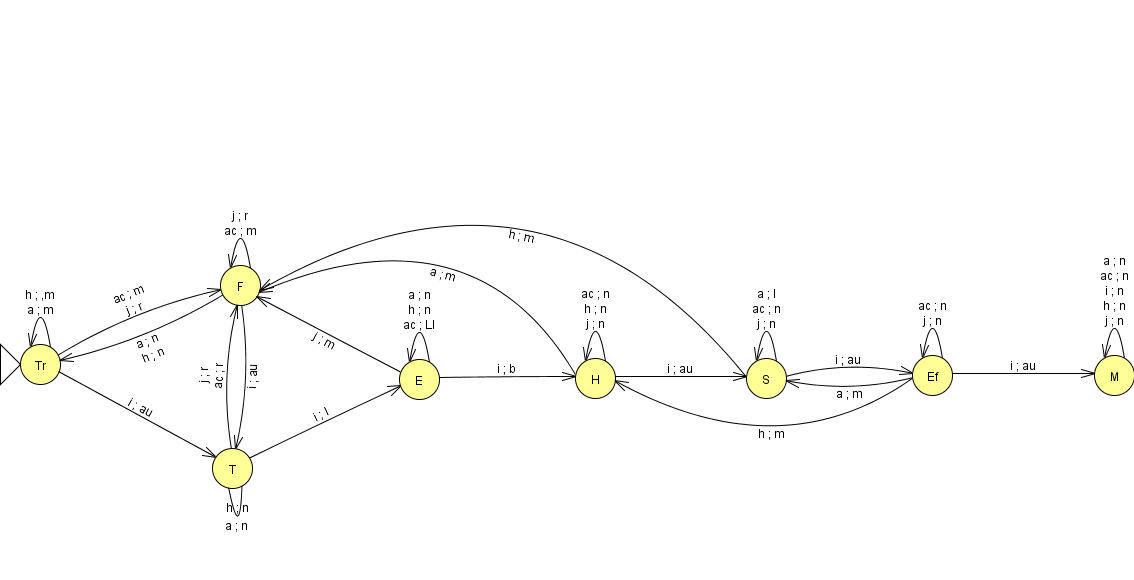 j ; r
ac ; m
F
h ; ,m
a ; m
Tr
ac ; m
j ; r
a ; n
h ; n
i ; au
j ; r
ac ; r
i ; au
T
h ; n
a ; n
i ; l
j ; m
a ; n
h ; n
ac ; Ll
E
i ; b
a ; m
h ; m
ac ; n
h ; n
j ; n
H
i ; au
a ; l
ac ; n
j ; n
S
i ; au
a ; m
h ; m
ac ; n
j ; n
Ef
i ; au
a ; n
ac ; n
i ; n
h ; n
j ; n
M